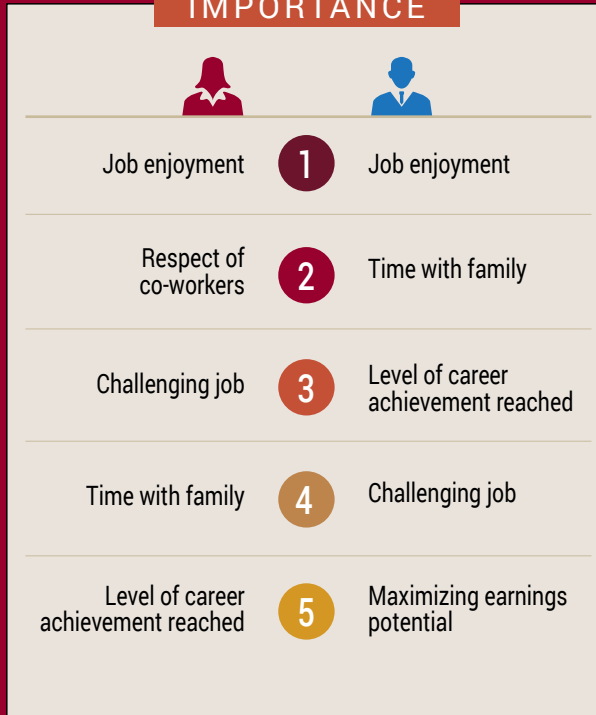 IMPORTANCE
Job enjoyment
1
Job enjoyment
Respect of
co-workers
2
Time with family
Challenging job
3
Level of career
achievement reached
Time with family
4
Challenging job
Level of career
achievement reached
5
Maximizing earnings
potential